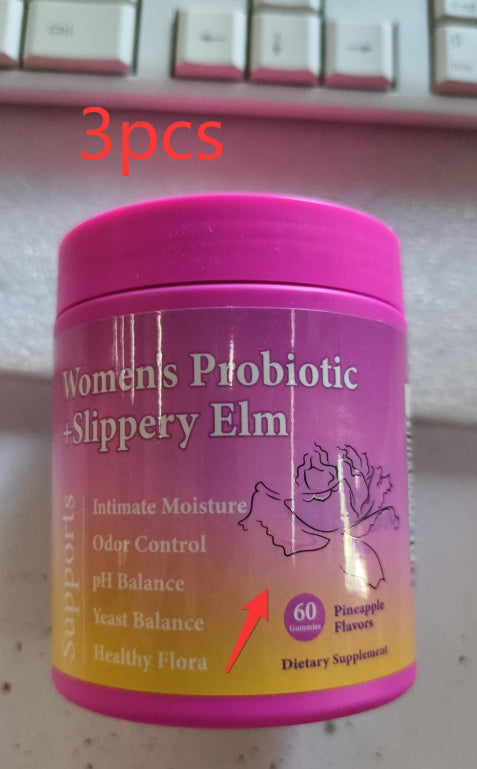 Ctrl
3pcs
Women's Probiotic
+Slippery Elm
Supports
Intimate Moisture
Odor Control
pH Balance
Yeast Balance
Healthy Flora
60
Gummies
Pineapple
Flavors
Dietary Supplement